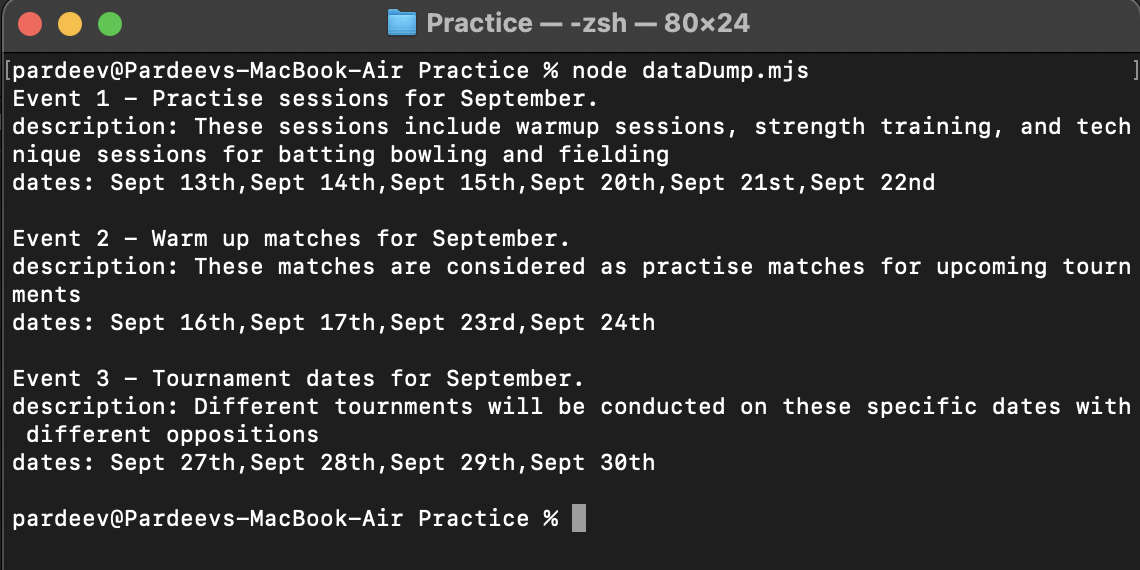 Practice — -zsh — 80×24
[pardeev@Pardeevs-MacBook-Air Practice % node dataDump.mjs ]
Event 1 - Practise sessions for September.
description: These sessions include warmup sessions, strength training, and tech
nique sessions for batting bowling and fielding
dates: Sept 13th,Sept 14th,Sept 15th,Sept 20th,Sept 21st,Sept 22nd
Event 2 - Warm up matches for September.
description: These matches are considered as practise matches for upcoming tourn
ments
dates: Sept 16th,Sept 17th,Sept 23rd,Sept 24th
Event 3 - Tournament dates for September.
description: Different tournments will be conducted on these specific dates with
 different oppositions
dates: Sept 27th,Sept 28th,Sept 29th,Sept 30th
pardeev@Pardeevs-MacBook-Air Practice %